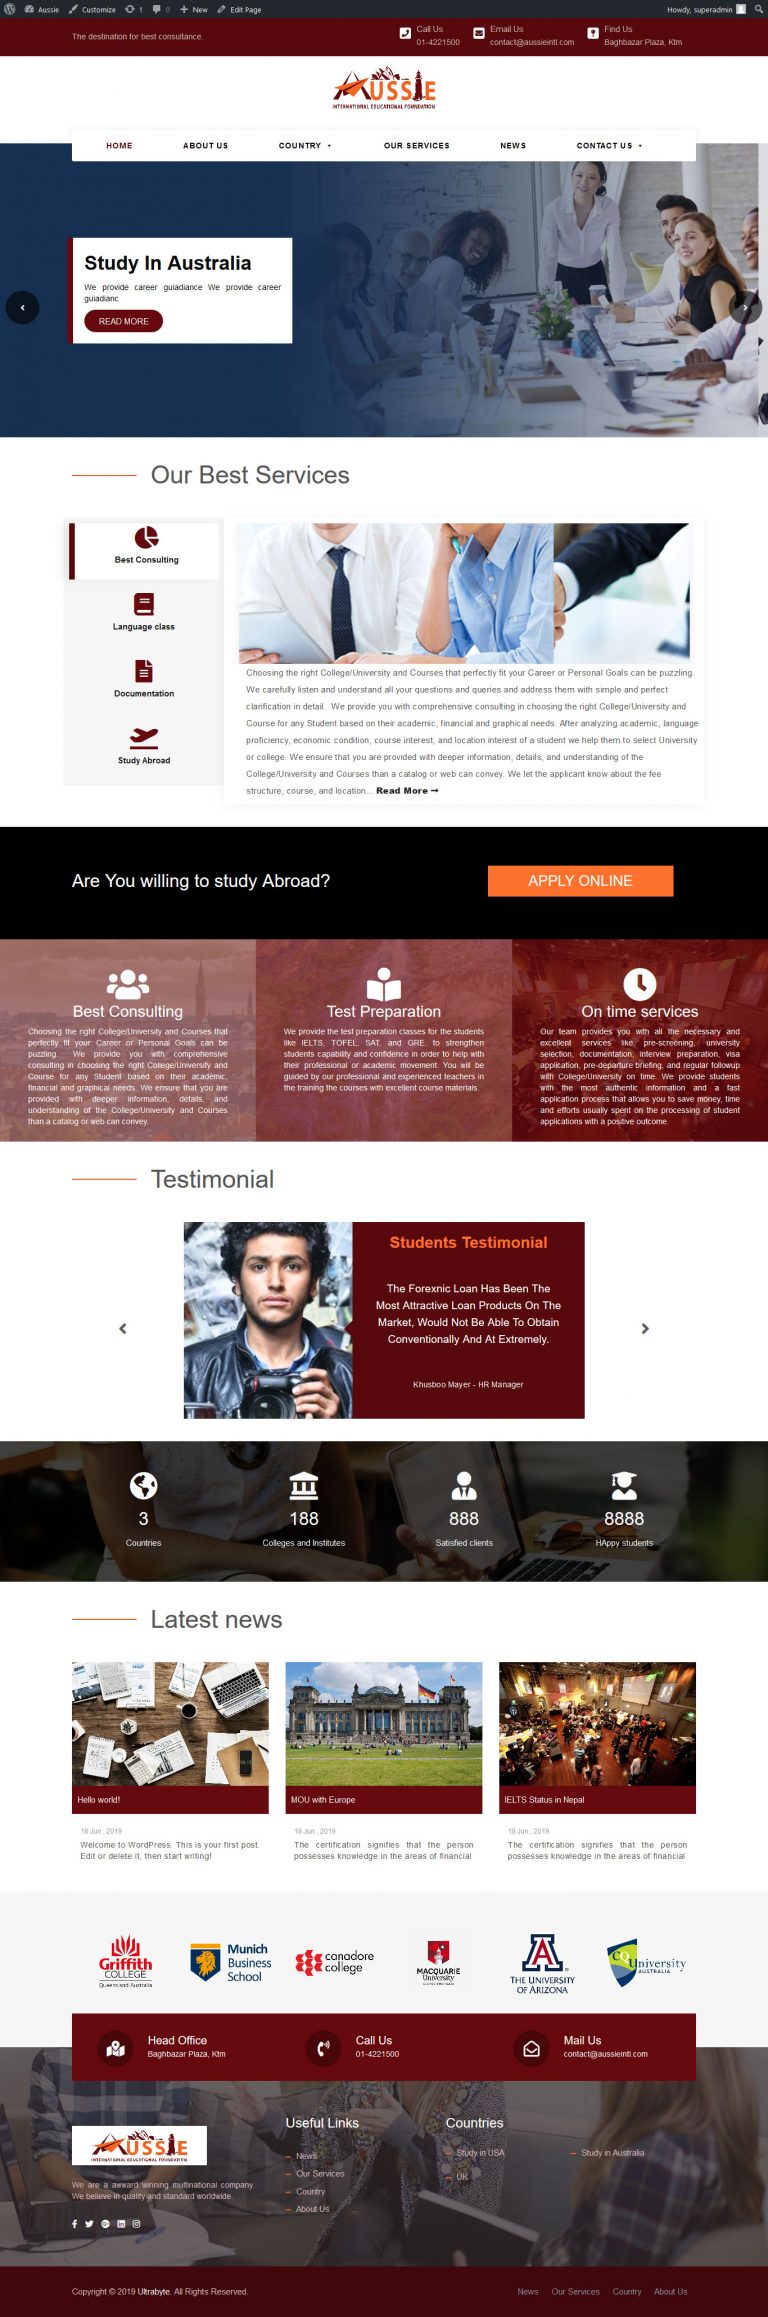 Aussie Customize 1 0 New Edit Page Howdy, superadmin
The destination for best consultance.
Call Us
01-4221500
Email Us
contact@aussieintl.com
Find Us
Baghbazar Plaza, Ktm
AUSSIE
INTERNATIONAL EDUCATIONAL FOUNDATION
HOME ABOUT US COUNTRY OUR SERVICES NEWS CONTACT US
Study In Australia
We provide career guiadiance We provide career
guiadianc
READ MORE
Our Best Services
Best Consulting
Language class
Documentation
Study Abroad
Choosing the right College/University and Courses that perfectly fit your Career or Personal Goals can be puzzling.
We carefully listen and understand all your questions and queries and address them with simple and perfect
clarification in detail. We provide you with comprehensive consulting in choosing the right College/University and
Course for any Student based on their academic, financial and graphical needs. After analyzing academic, language
proficiency, economic condition, course interest, and location interest of a student we help them to select University
or college. We ensure that you are provided with deeper information, details, and understanding of the
College/University and Courses than a catalog or web can convey. We let the applicant know about the fee
structure, course, and location... Read More
Are You willing to study Abroad?
APPLY ONLINE
Best Consulting
Choosing the right College/University and Courses that
perfectly fit your Career or Personal Goals can be
puzzling. We provide you with comprehensive
consulting in choosing the right College/University and
Course for any Student based on their academic,
financial and graphical needs. We ensure that you are
provided with deeper information, details, and
understanding of the College/University and Courses
than a catalog or web can convey.
Test Preparation
We provide the test preparation classes for the students
like IELTS, TOFEL, SAT, and GRE. to strengthen
students capability and confidence in order to help with
their professional or academic movement. You will be
guided by our professional and experienced teachers in
the training the courses with excellent course materials.
On time services
Our team provides you with all the necessary and
excellent services like pre-screening, university
selection, documentation, interview preparation, visa
application, pre-departure briefing, and regular followup
with College/University on time. We provide students
with the most authentic information and a fast
application process that allows you to save money, time
and efforts usually spent on the processing of student
applications with a positive outcome.
Testimonial
Students Testimonial
The Forexnic Loan Has Been The
Most Attractive Loan Products On The
Market, Would Not Be Able To Obtain
Conventionally And At Extremely.
Khusboo Mayer - HR Manager
3
Countries
188
Colleges and Institutes
888
Satisfied clients
8888
HAppy students
Latest news
Hello world!
18 Jun , 2019
Welcome to WordPress. This is your first post.
Edit or delete it, then start writing!
MOU with Europe
18 Jun , 2019
The certification signifies that the person
possesses knowledge in the areas of financial
IELTS Status in Nepal
18 Jun , 2019
The certification signifies that the person
possesses knowledge in the areas of financial
Griffith
COLLEGE
Queensland Australia
Munich
Business
School
canadore
college
MACQUARIE
University
THE UNIVERSITY
OF ARIZONA
CQUniversity
AUSTRALIA
Head Office
Baghbazar Plaza, Ktm
Call Us
01-4221500
Mail Us
contact@aussieintl.com
AUSSIE
INTERNATIONAL EDUCATIONAL FOUNDATION
We are a awward winning multinational company.
We believe in quality and standard worldwide.
Useful Links
News
Our Services
Country
About Us
Countries
Study in USA
Study in Australia
UK
Copyright © 2019 Ultrabyte. All Rights Reserved.
News Our Services Country About Us